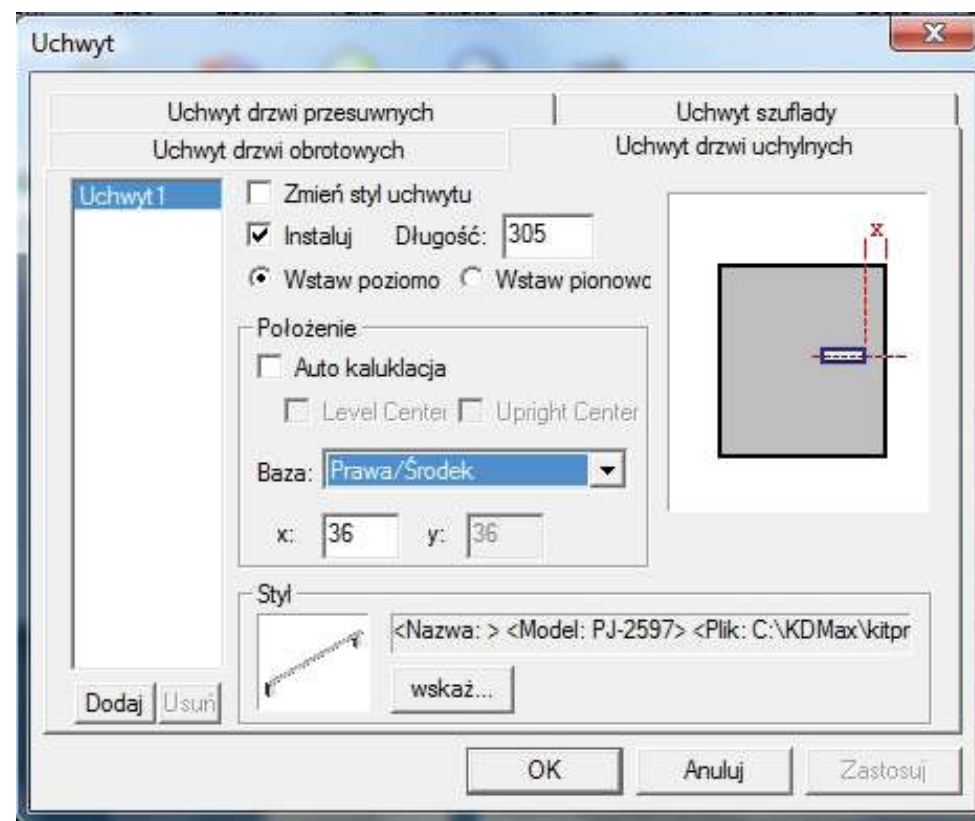 Uchwyt
Uchwyt drzwi przesuwnych
Uchwyt szuflady
Uchwyt drzwi obrotowych
Uchwyt drzwi uchylnych
Uchwyt1
Zmień styl uchwytu
Instaluj Długość: 305
Wstaw poziomo Wstaw pionowo
Położenie
Auto kaluklacja
Level Center Upright Center
Baza: Prawa/Środek
x: 36 y: 36
x
Styl
<Nazwa: > <Model: PJ-2597> <Plik: C:\KDMax\kitpr
wskaż...
Dodaj Usuń
OK Anuluj Zastosuj